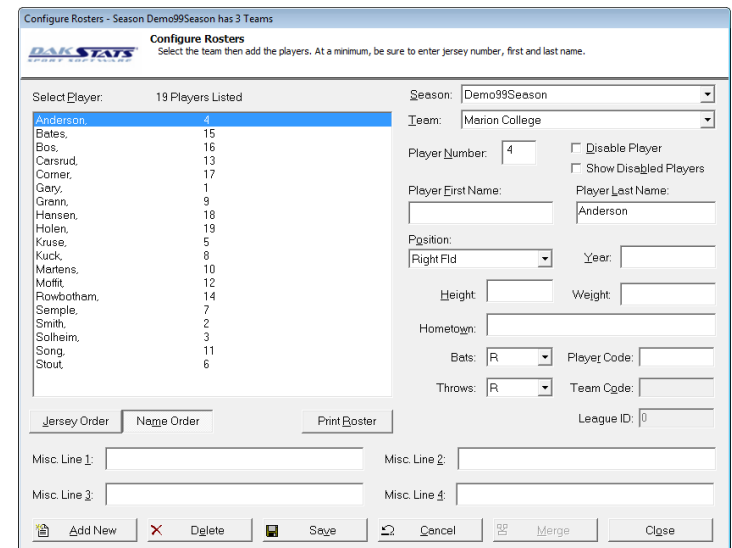 Configure Rosters - Season Demo99Season has 3 Teams
DAKSTATS
SPORT SOFTWARE
Configure Rosters
Select the team then add the players. At a minimum, be sure to enter jersey number, first and last name.
Select Player: 19 Players Listed
Anderson, 4
Bates, 15
Bos, 16
Carsrud, 13
Comer, 17
Gary, 1
Grann, 9
Hansen, 18
Holen, 19
Kruse, 5
Kuck, 8
Martens, 10
Moffit, 12
Rowbotham, 14
Semple, 7
Smith, 2
Solheim, 3
Song, 11
Stout, 6
Jersey Order Name Order Print Roster
Season: Demo99Season
Team: Marion College
Player Number: 4
Disable Player
Show Disabled Players
Player First Name: Player Last Name:
Anderson
Position:
Right Fld Year:
Height: Weight:
Hometown:
Bats: R Player Code:
Throws: R Team Code:
League ID: 0
Misc. Line 1: Misc. Line 2:
Misc. Line 3: Misc. Line 4:
Add New Delete Save Cancel Merge Close